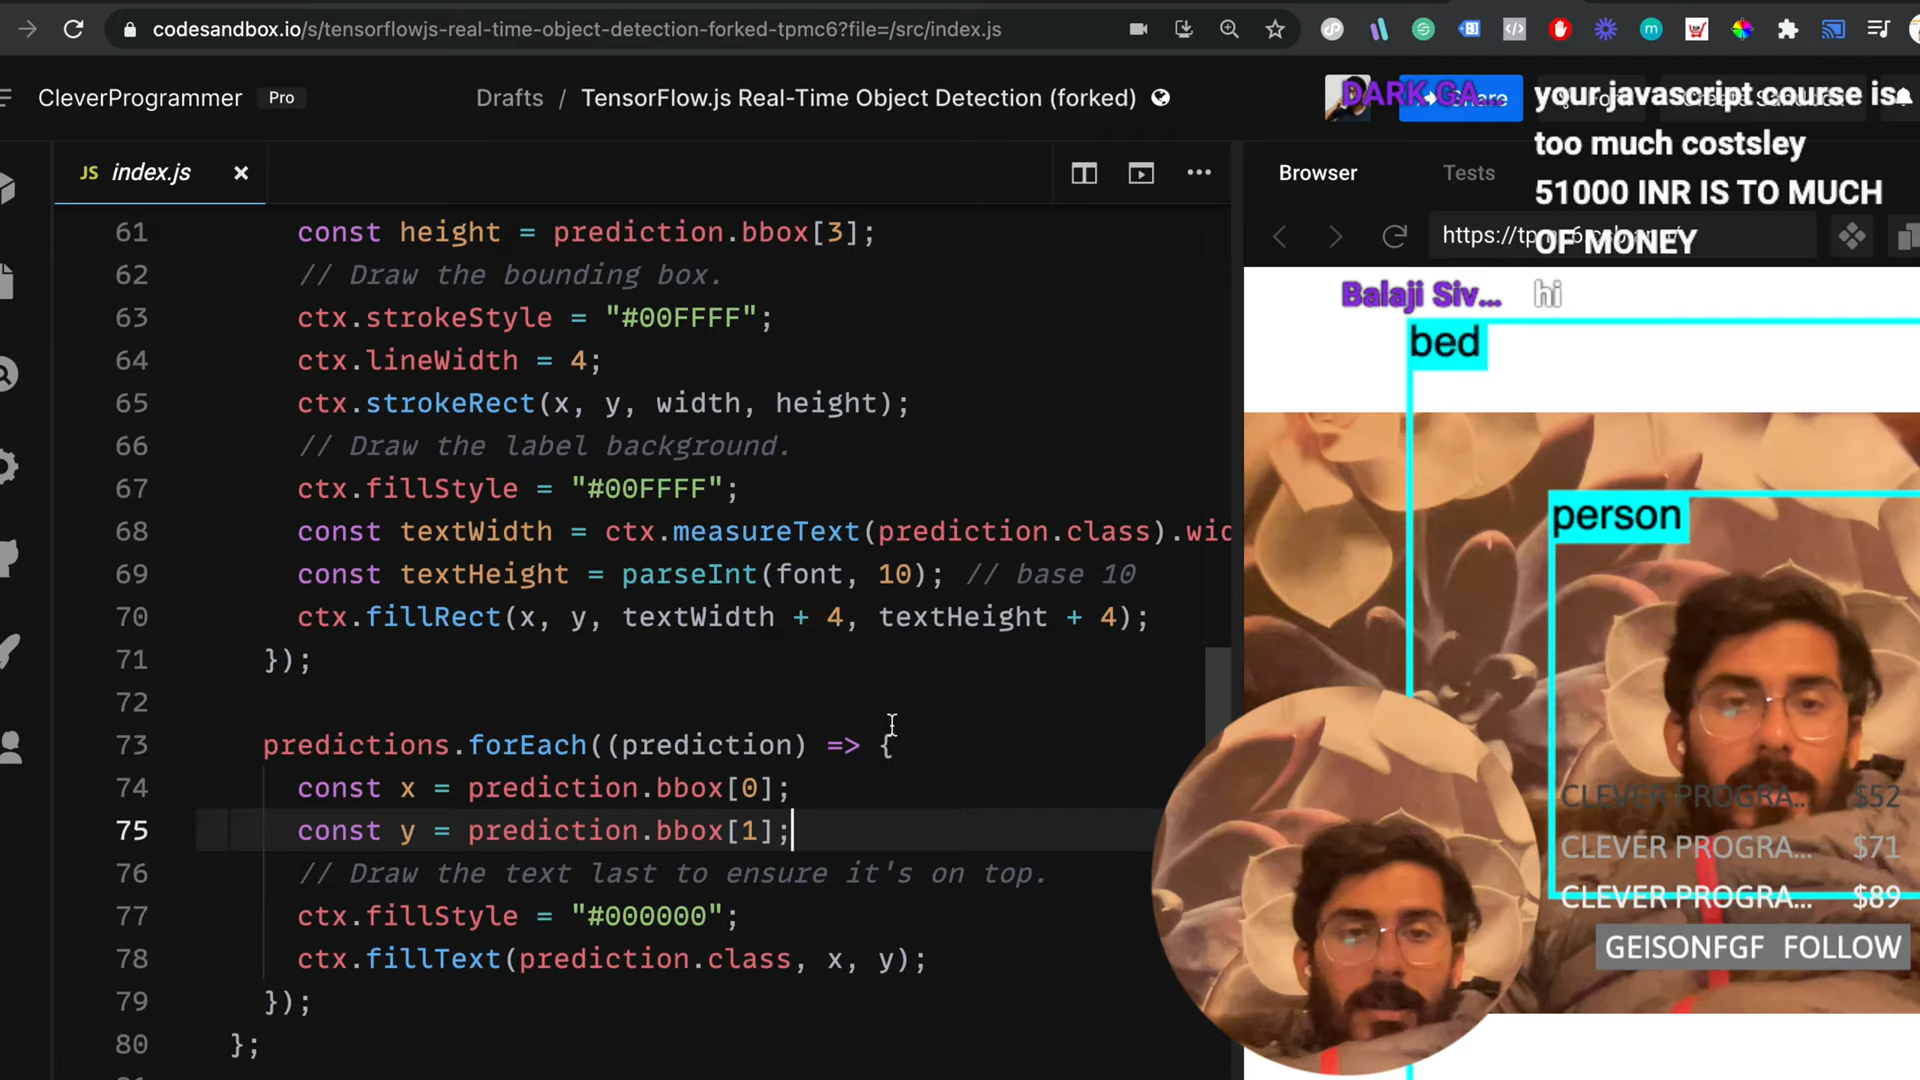 codesandbox.io/s/tensorflowjs-real-time-object-detection-forked-tpmc6?file=/src/index.js
CleverProgrammer Pro
Drafts / TensorFlow.js Real-Time Object Detection (forked)
DARK GA... your javascript course is
too much costsley
51000 INR IS TO MUCH
OF MONEY
Share
JS index.js ×
Browser Tests
Balaji Siv... hi
61 const height = prediction.bbox[3];
62 // Draw the bounding box.
63 ctx.strokeStyle = "#00FFFF";
64 ctx.lineWidth = 4;
65 ctx.strokeRect(x, y, width, height);
66 // Draw the label background.
67 ctx.fillStyle = "#00FFFF";
68 const textWidth = ctx.measureText(prediction.class).wid
69 const textHeight = parseInt(font, 10); // base 10
70 ctx.fillRect(x, y, textWidth + 4, textHeight + 4);
71 });
72
73 predictions.forEach((prediction) => {
74 const x = prediction.bbox[0];
75 const y = prediction.bbox[1];
76 // Draw the text last to ensure it's on top.
77 ctx.fillStyle = "#000000";
78 ctx.fillText(prediction.class, x, y);
79 });
80 };
bed
person
CLEVER PROGRA... $52
CLEVER PROGRA... $71
CLEVER PROGRA... $89
GEISONFGF FOLLOW